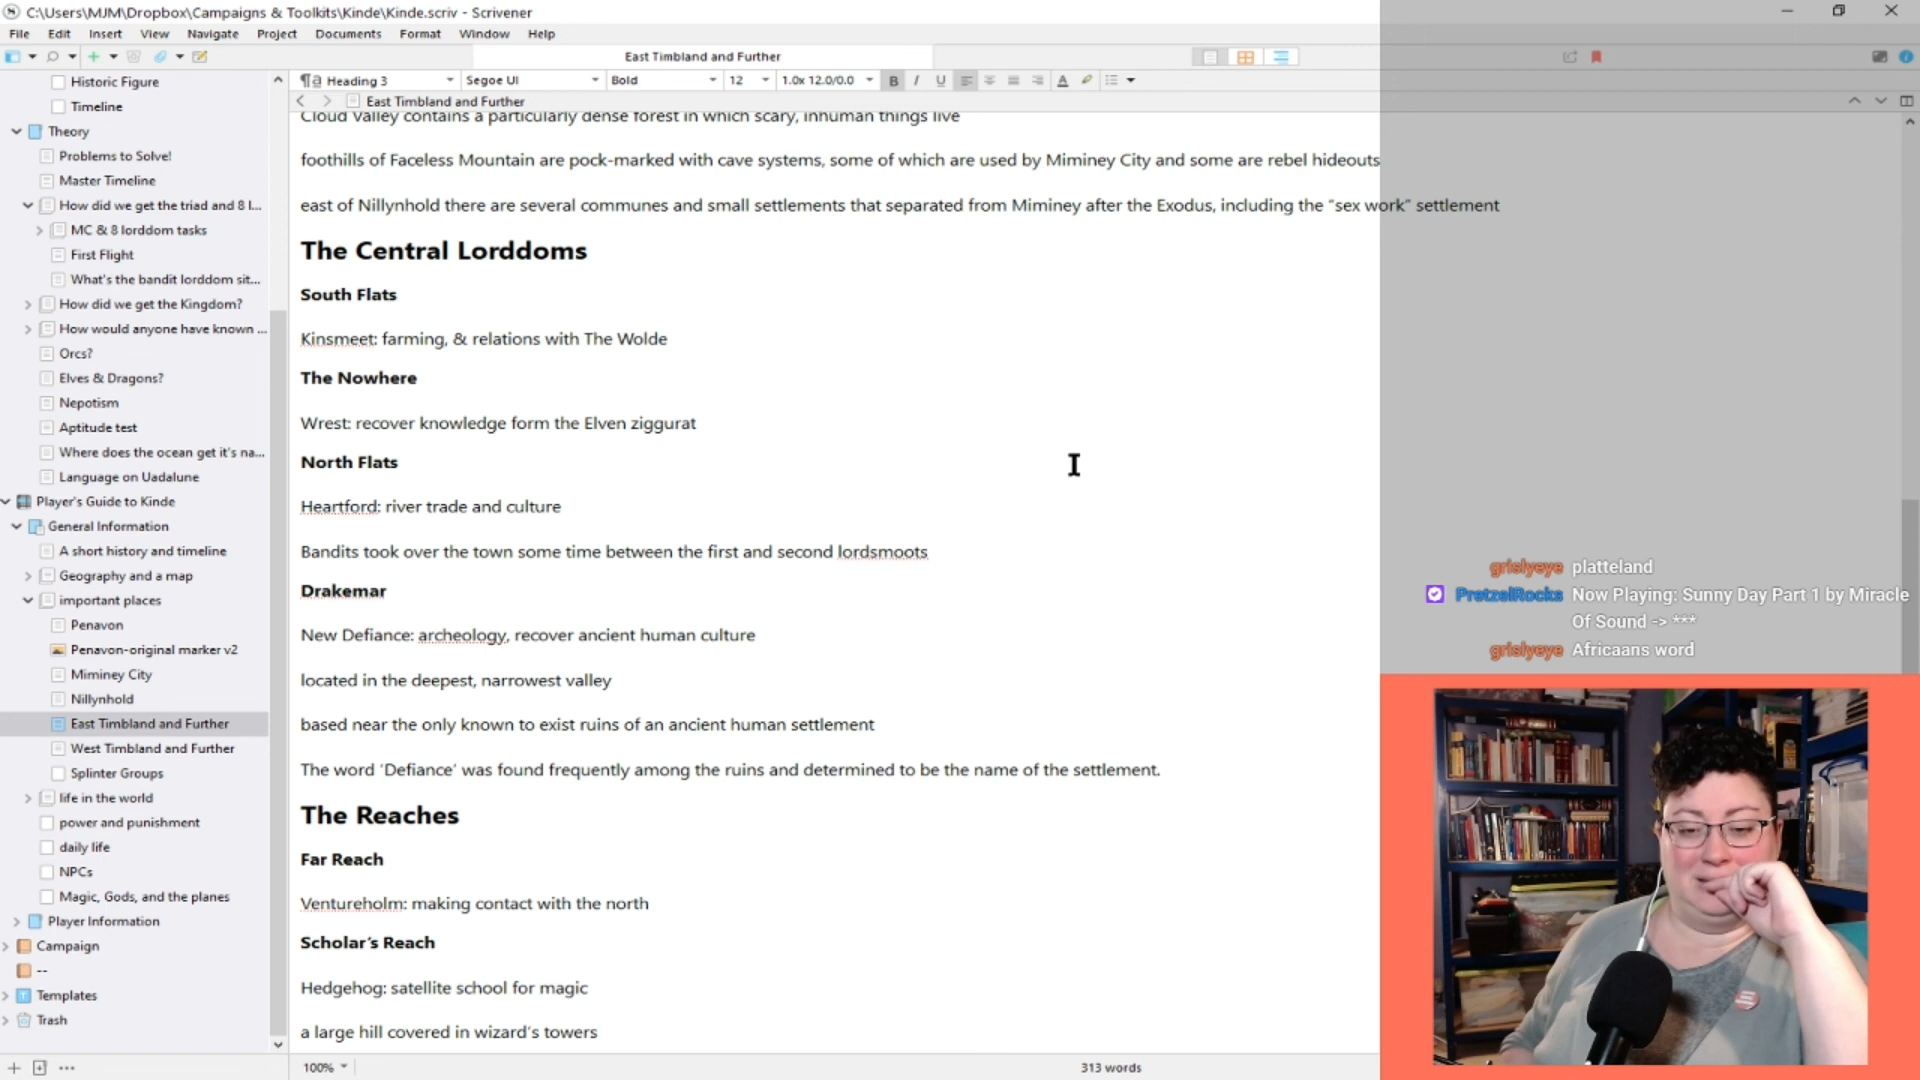 C:\Users\MJM\Dropbox\Campaigns & Toolkits\Kinde\Kinde.scriv - Scrivener
File Edit Insert View Navigate Project Documents Format Window Help
East Timbland and Further
Heading 3 Segoe UI Bold 12 1.0x 12.0/0.0 B I U A
East Timbland and Further
Historic Figure
Timeline
Theory
Problems to Solve!
Master Timeline
How did we get the triad and 8 l...
MC & 8 lorddom tasks
First Flight
What's the bandit lorddom sit...
How did we get the Kingdom?
How would anyone have known ...
Orcs?
Elves & Dragons?
Nepotism
Aptitude test
Where does the ocean get it's na...
Language on Uadalune
Player's Guide to Kinde
General Information
A short history and timeline
Geography and a map
important places
Penavon
Penavon-original marker v2
Miminey City
Nillynhold
East Timbland and Further
West Timbland and Further
Splinter Groups
life in the world
power and punishment
daily life
NPCs
Magic, Gods, and the planes
Player Information
Campaign
--
Templates
Trash
Cloud Valley contains a particularly dense forest in which scary, inhuman things live
foothills of Faceless Mountain are pock-marked with cave systems, some of which are used by Miminey City and some are rebel hideouts
east of Nillynhold there are several communes and small settlements that separated from Miminey after the Exodus, including the “sex work” settlement
The Central Lorddoms
South Flats
Kinsmeet: farming, & relations with The Wolde
The Nowhere
Wrest: recover knowledge form the Elven ziggurat
North Flats
Heartford: river trade and culture
Bandits took over the town some time between the first and second lordsmoots
Drakemar
New Defiance: archeology, recover ancient human culture
located in the deepest, narrowest valley
based near the only known to exist ruins of an ancient human settlement
The word ‘Defiance’ was found frequently among the ruins and determined to be the name of the settlement.
The Reaches
Far Reach
Ventureholm: making contact with the north
Scholar’s Reach
Hedgehog: satellite school for magic
a large hill covered in wizard’s towers
100% 313 words
grislyeye platteland
PretzelRocks Now Playing: Sunny Day Part 1 by Miracle
Of Sound -> ***
grislyeye Africaans word